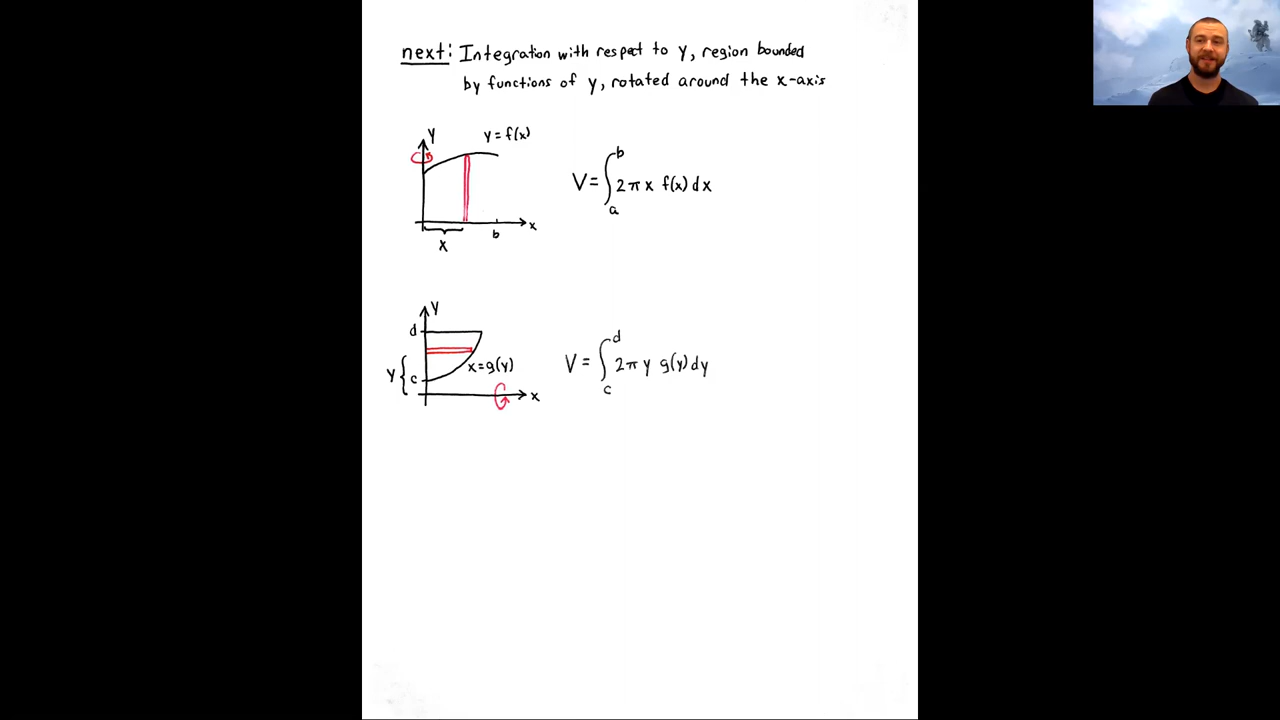 next: Integration with respect to y, region bounded
by functions of y, rotated around the x-axis
y
y = f(x)
x
b
x
V = ∫_a^b 2π x f(x) dx
y
d
y
c
x = g(y)
x
V = ∫_c^d 2π y g(y) dy